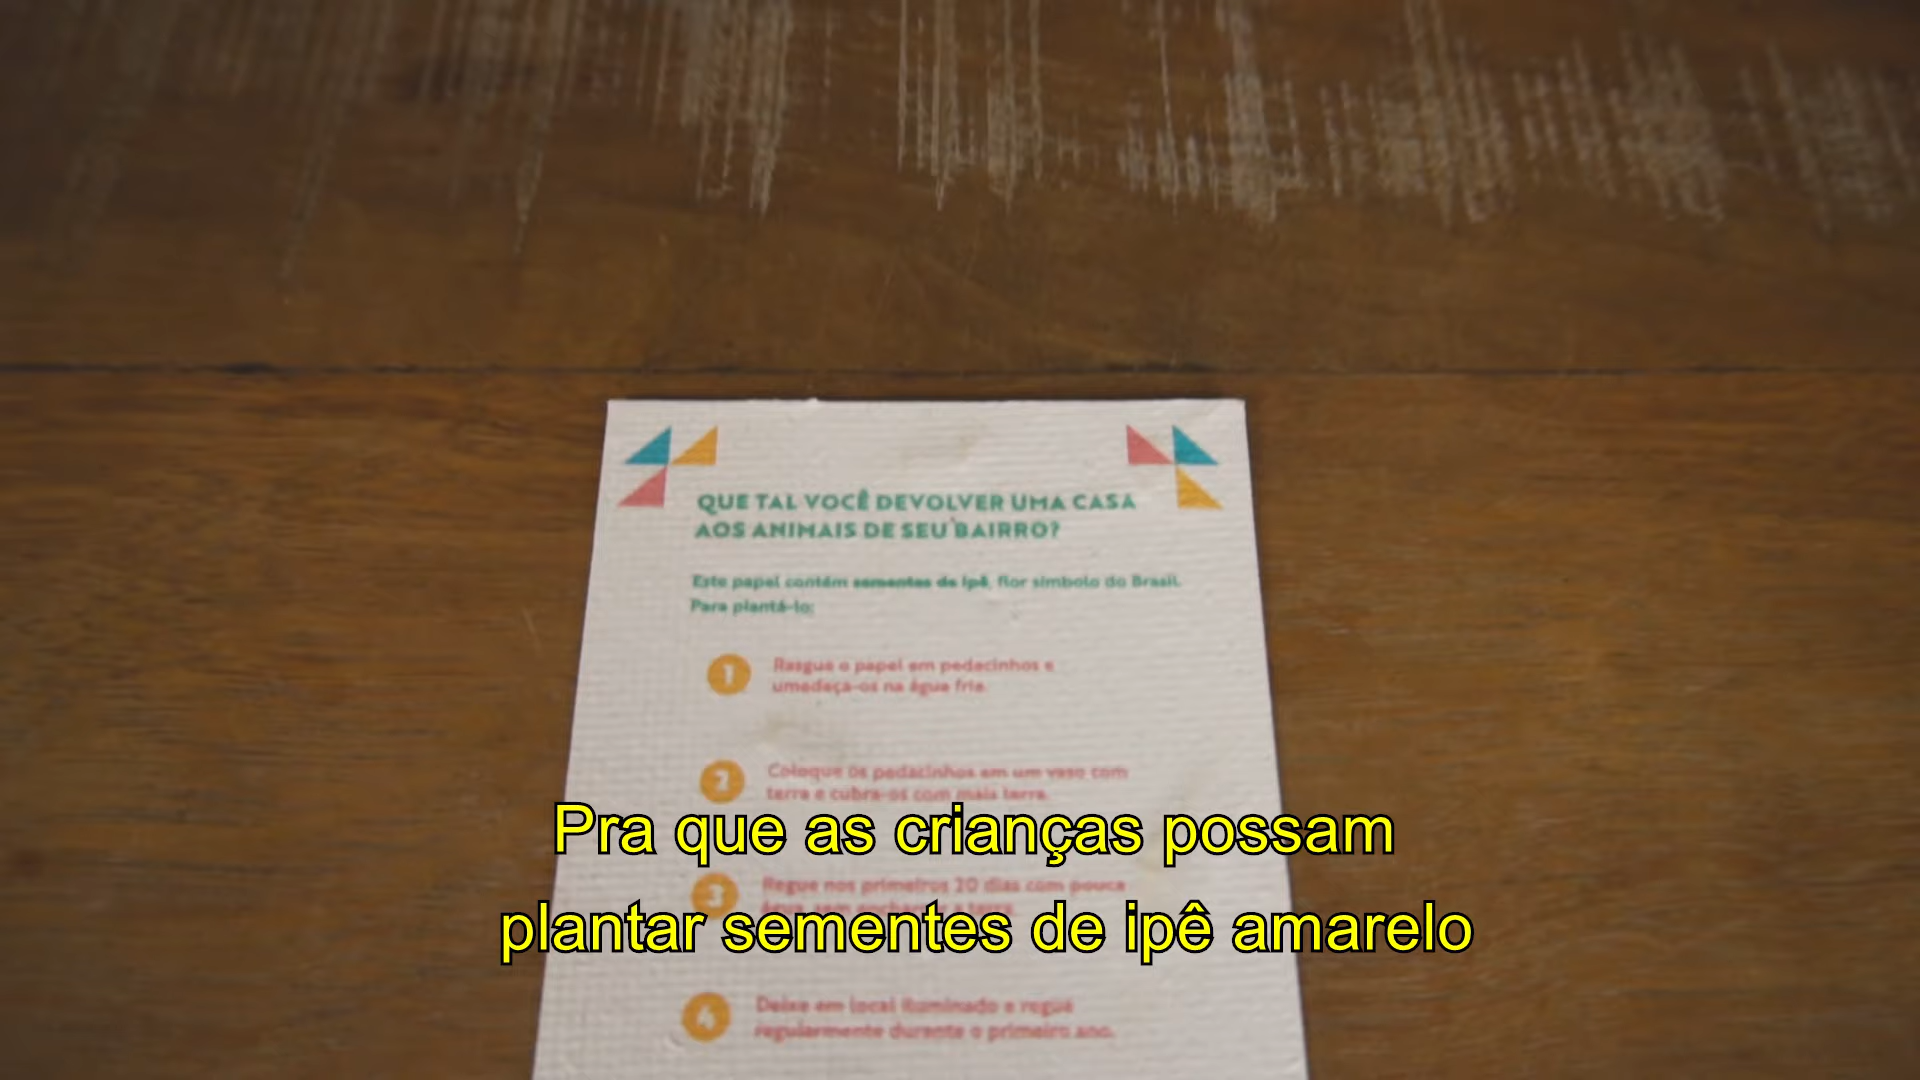 QUE TAL VOCÊ DEVOLVER UMA CASA
AOS ANIMAIS DE SEU BAIRRO?
Este papel contém sementes de ipê, flor símbolo do Brasil.
Para plantá-lo:
1
Rasgue o papel em pedacinhos e
umedeça-os na água fria.
2
Coloque os pedacinhos em um vaso com
terra e cubra-os com mais terra.
Pra que as crianças possam
3
Regue nos primeiros 20 dias com pouca
água, sem encharcar a terra.
plantar sementes de ipê amarelo
4
Deixe em local iluminado e regue
regularmente durante o primeiro ano.